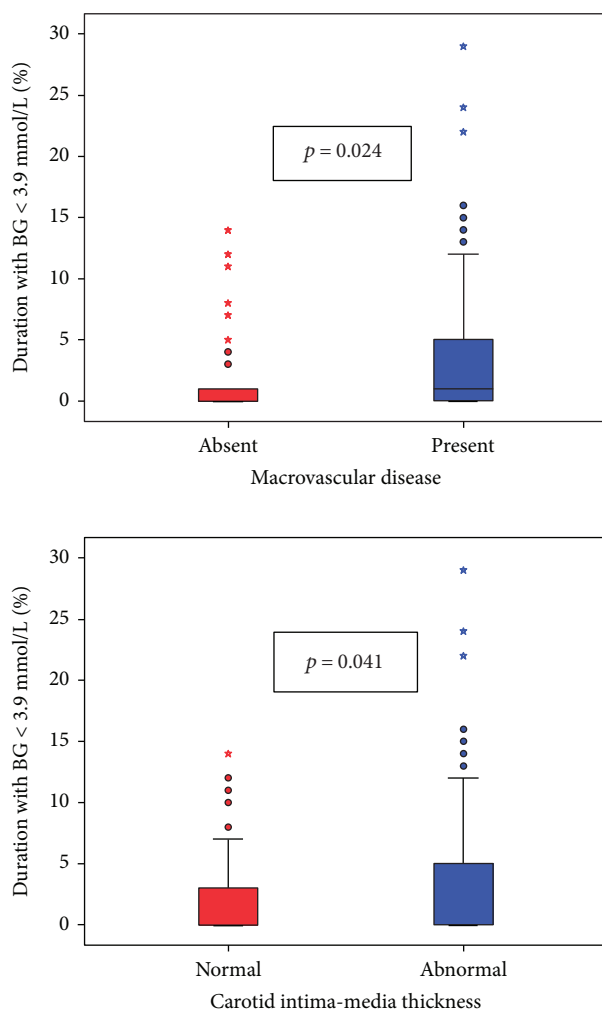 30
25
20
15
10
5
0
Duration with BG < 3.9 mmol/L (%)
p = 0.024
Absent
Present
Macrovascular disease
30
25
20
15
10
5
0
Duration with BG < 3.9 mmol/L (%)
p = 0.041
Normal
Abnormal
Carotid intima-media thickness